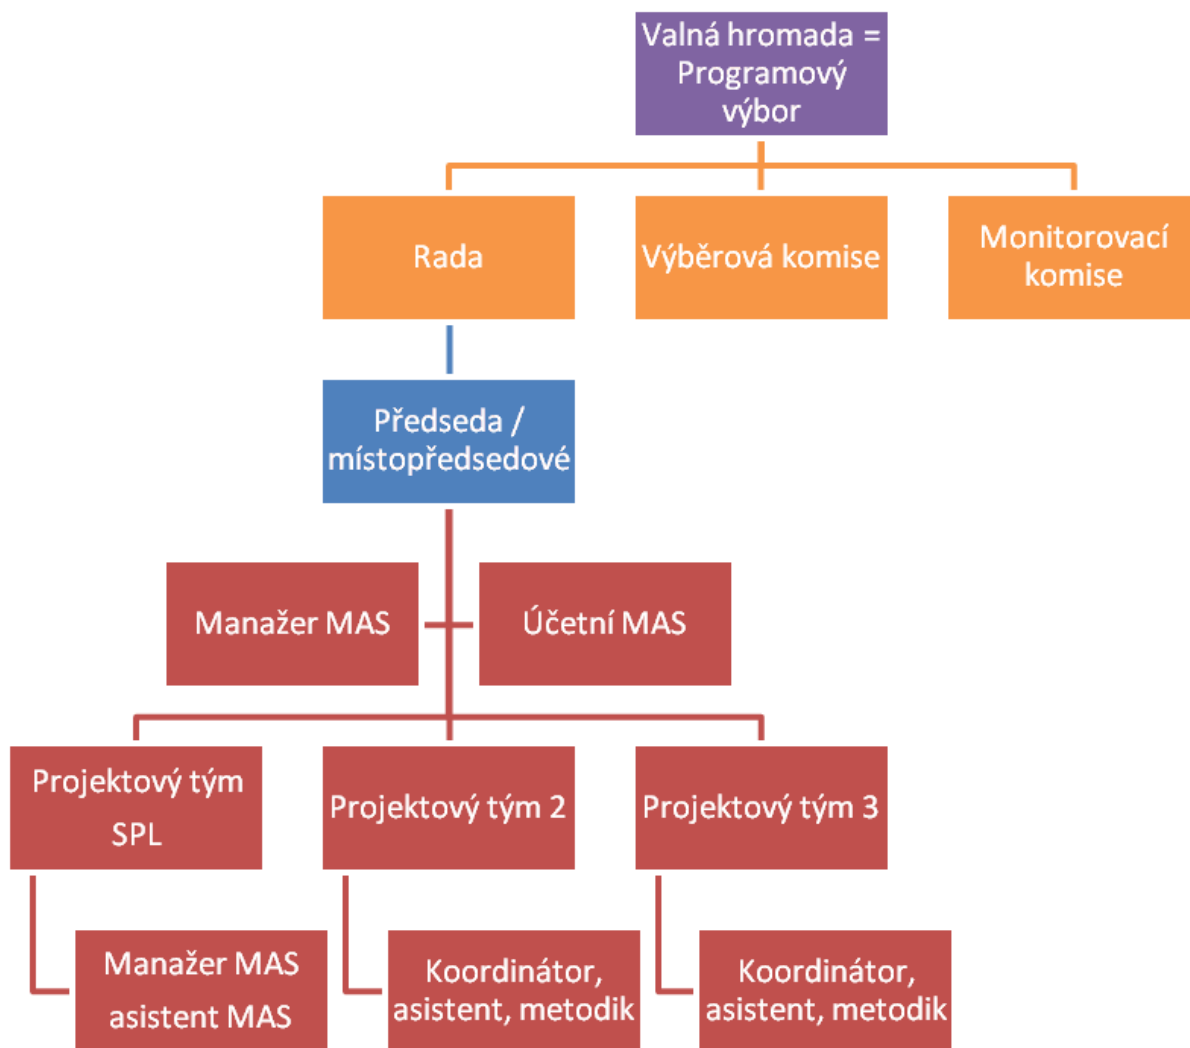 Valná hromada =
Programový
výbor
Rada
Výběrová komise
Monitorovací
komise
Předseda /
místopředsedové
Manažer MAS
Účetní MAS
Projektový tým
SPL
Projektový tým 2
Projektový tým 3
Manažer MAS
asistent MAS
Koordinátor,
asistent, metodik
Koordinátor,
asistent, metodik